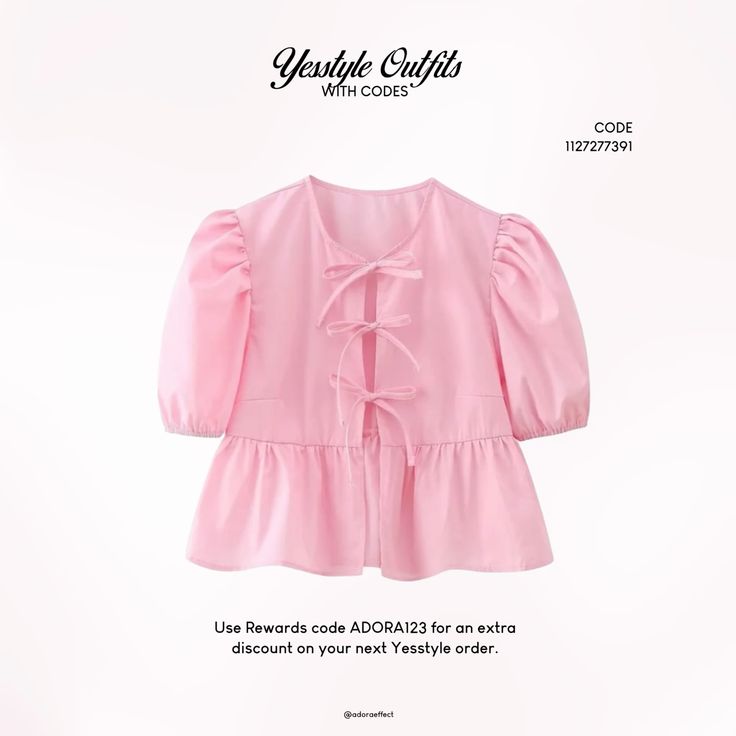 Yesstyle Outfits
WITH CODES
CODE
1127277391
Use Rewards code ADORA123 for an extra
discount on your next Yesstyle order.
@adoraeffect